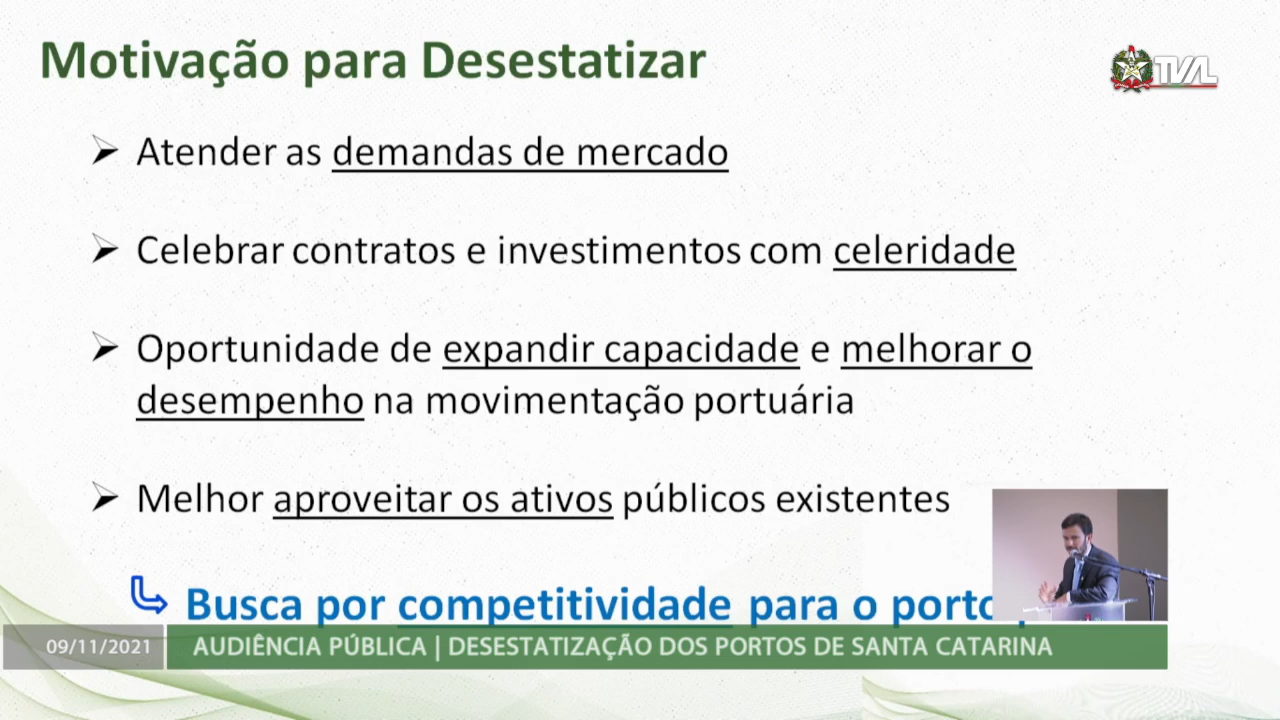 Motivação para Desestatizar
TVAL
Atender as demandas de mercado
Celebrar contratos e investimentos com celeridade
Oportunidade de expandir capacidade e melhorar o
desempenho na movimentação portuária
Melhor aproveitar os ativos públicos existentes
Busca por competitividade para o porto
09/11/2021
AUDIÊNCIA PÚBLICA | DESESTATIZAÇÃO DOS PORTOS DE SANTA CATARINA